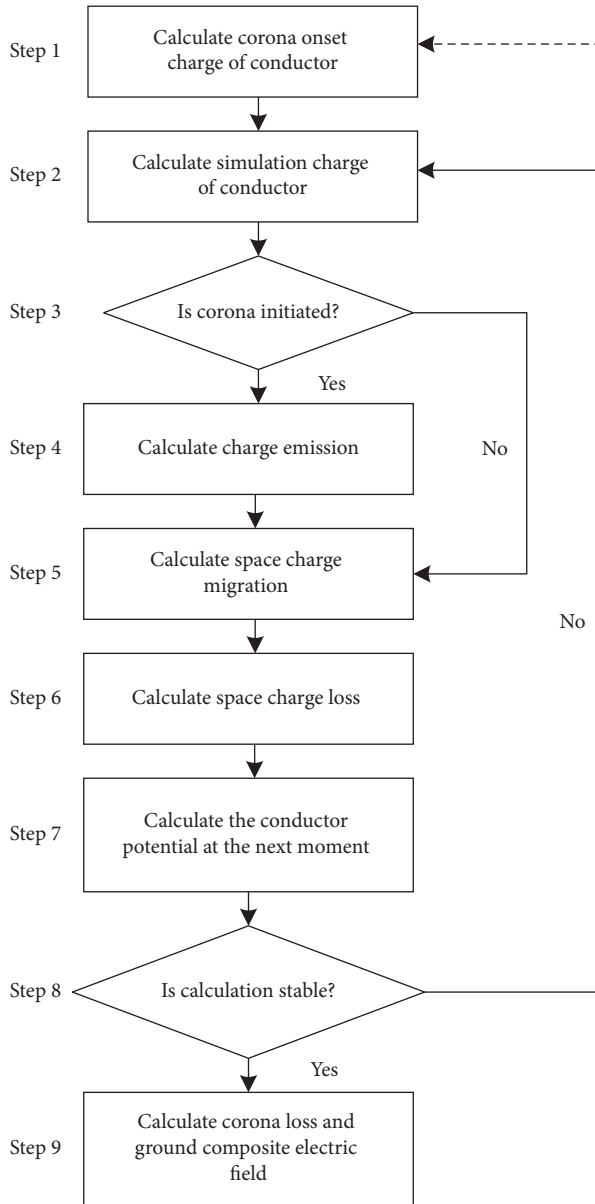 Step 1
Calculate corona onset
charge of conductor
Step 2
Calculate simulation charge
of conductor
Step 3
Is corona initiated?
Yes
No
Step 4
Calculate charge emission
Step 5
Calculate space charge
migration
No
Step 6
Calculate space charge loss
Step 7
Calculate the conductor
potential at the next moment
Step 8
Is calculation stable?
Yes
Step 9
Calculate corona loss and
ground composite electric
field